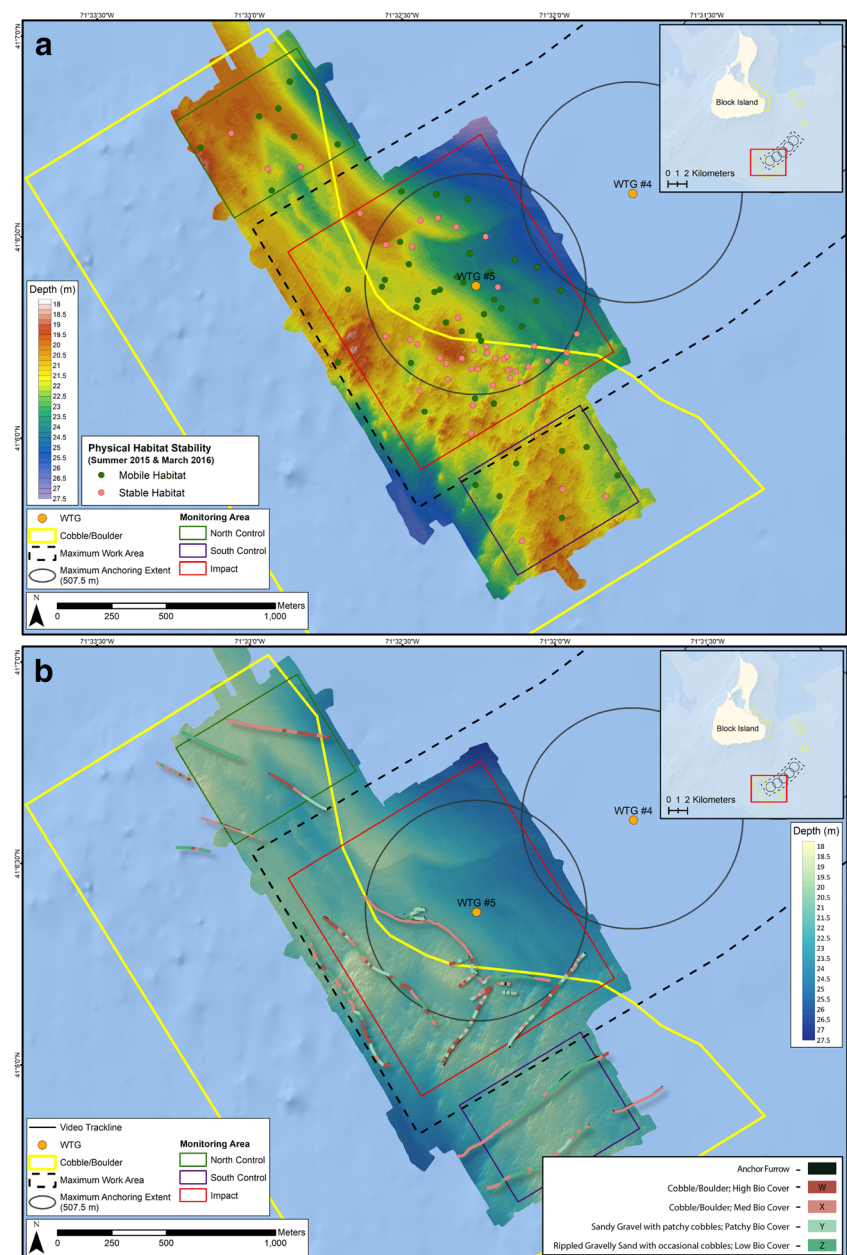 71°33'30"W
71°33'0"W
71°32'30"W
71°32'0"W
71°31'30"W
41°7'0"N
41°6'30"N
41°6'0"N
a
Block Island
0 1 2 Kilometers
WTG #4
WTG #5
Depth (m)
18
18.5
19
19.5
20
20.5
21
21.5
22
22.5
23
23.5
24
24.5
25
25.5
26
26.5
27
27.5
Physical Habitat Stability
(Summer 2015 & March 2016)
Mobile Habitat
Stable Habitat
WTG
Cobble/Boulder
Maximum Work Area
Maximum Anchoring Extent
(507.5 m)
Monitoring Area
North Control
South Control
Impact
N
Meters
0 250 500 1,000
71°33'30"W
71°33'0"W
71°32'30"W
71°32'0"W
71°31'30"W
41°7'0"N
41°6'30"N
41°6'0"N
b
Block Island
0 1 2 Kilometers
WTG #4
WTG #5
Depth (m)
18
18.5
19
19.5
20
20.5
21
21.5
22
22.5
23
23.5
24
24.5
25
25.5
26
26.5
27
27.5
Video Trackline
WTG
Cobble/Boulder
Maximum Work Area
Maximum Anchoring Extent
(507.5 m)
Monitoring Area
North Control
South Control
Impact
N
Meters
0 250 500 1,000
Anchor Furrow -
Cobble/Boulder; High Bio Cover - W
Cobble/Boulder; Med Bio Cover - X
Sandy Gravel with patchy cobbles; Patchy Bio Cover - Y
Rippled Gravelly Sand with occasional cobbles; Low Bio Cover - Z